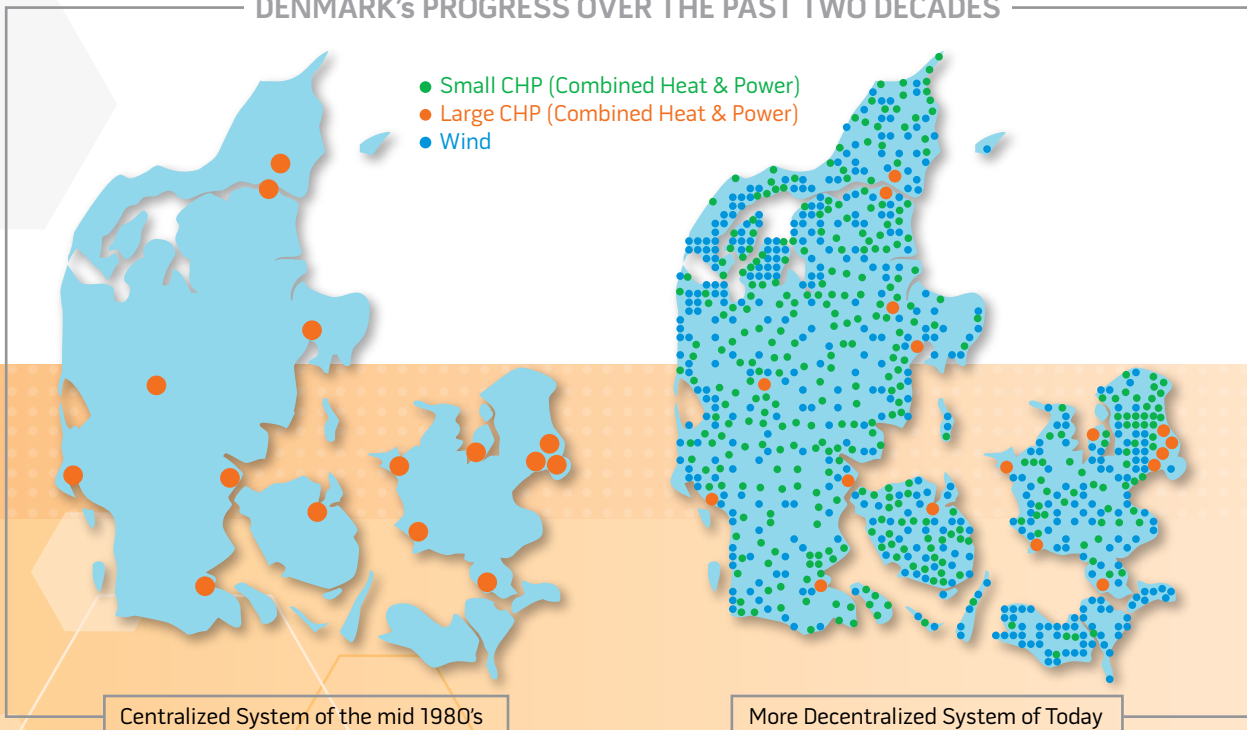 DENMARK's PROGRESS OVER THE PAST TWO DECADES
Small CHP (Combined Heat & Power)
Large CHP (Combined Heat & Power)
Wind
Centralized System of the mid 1980's
More Decentralized System of Today